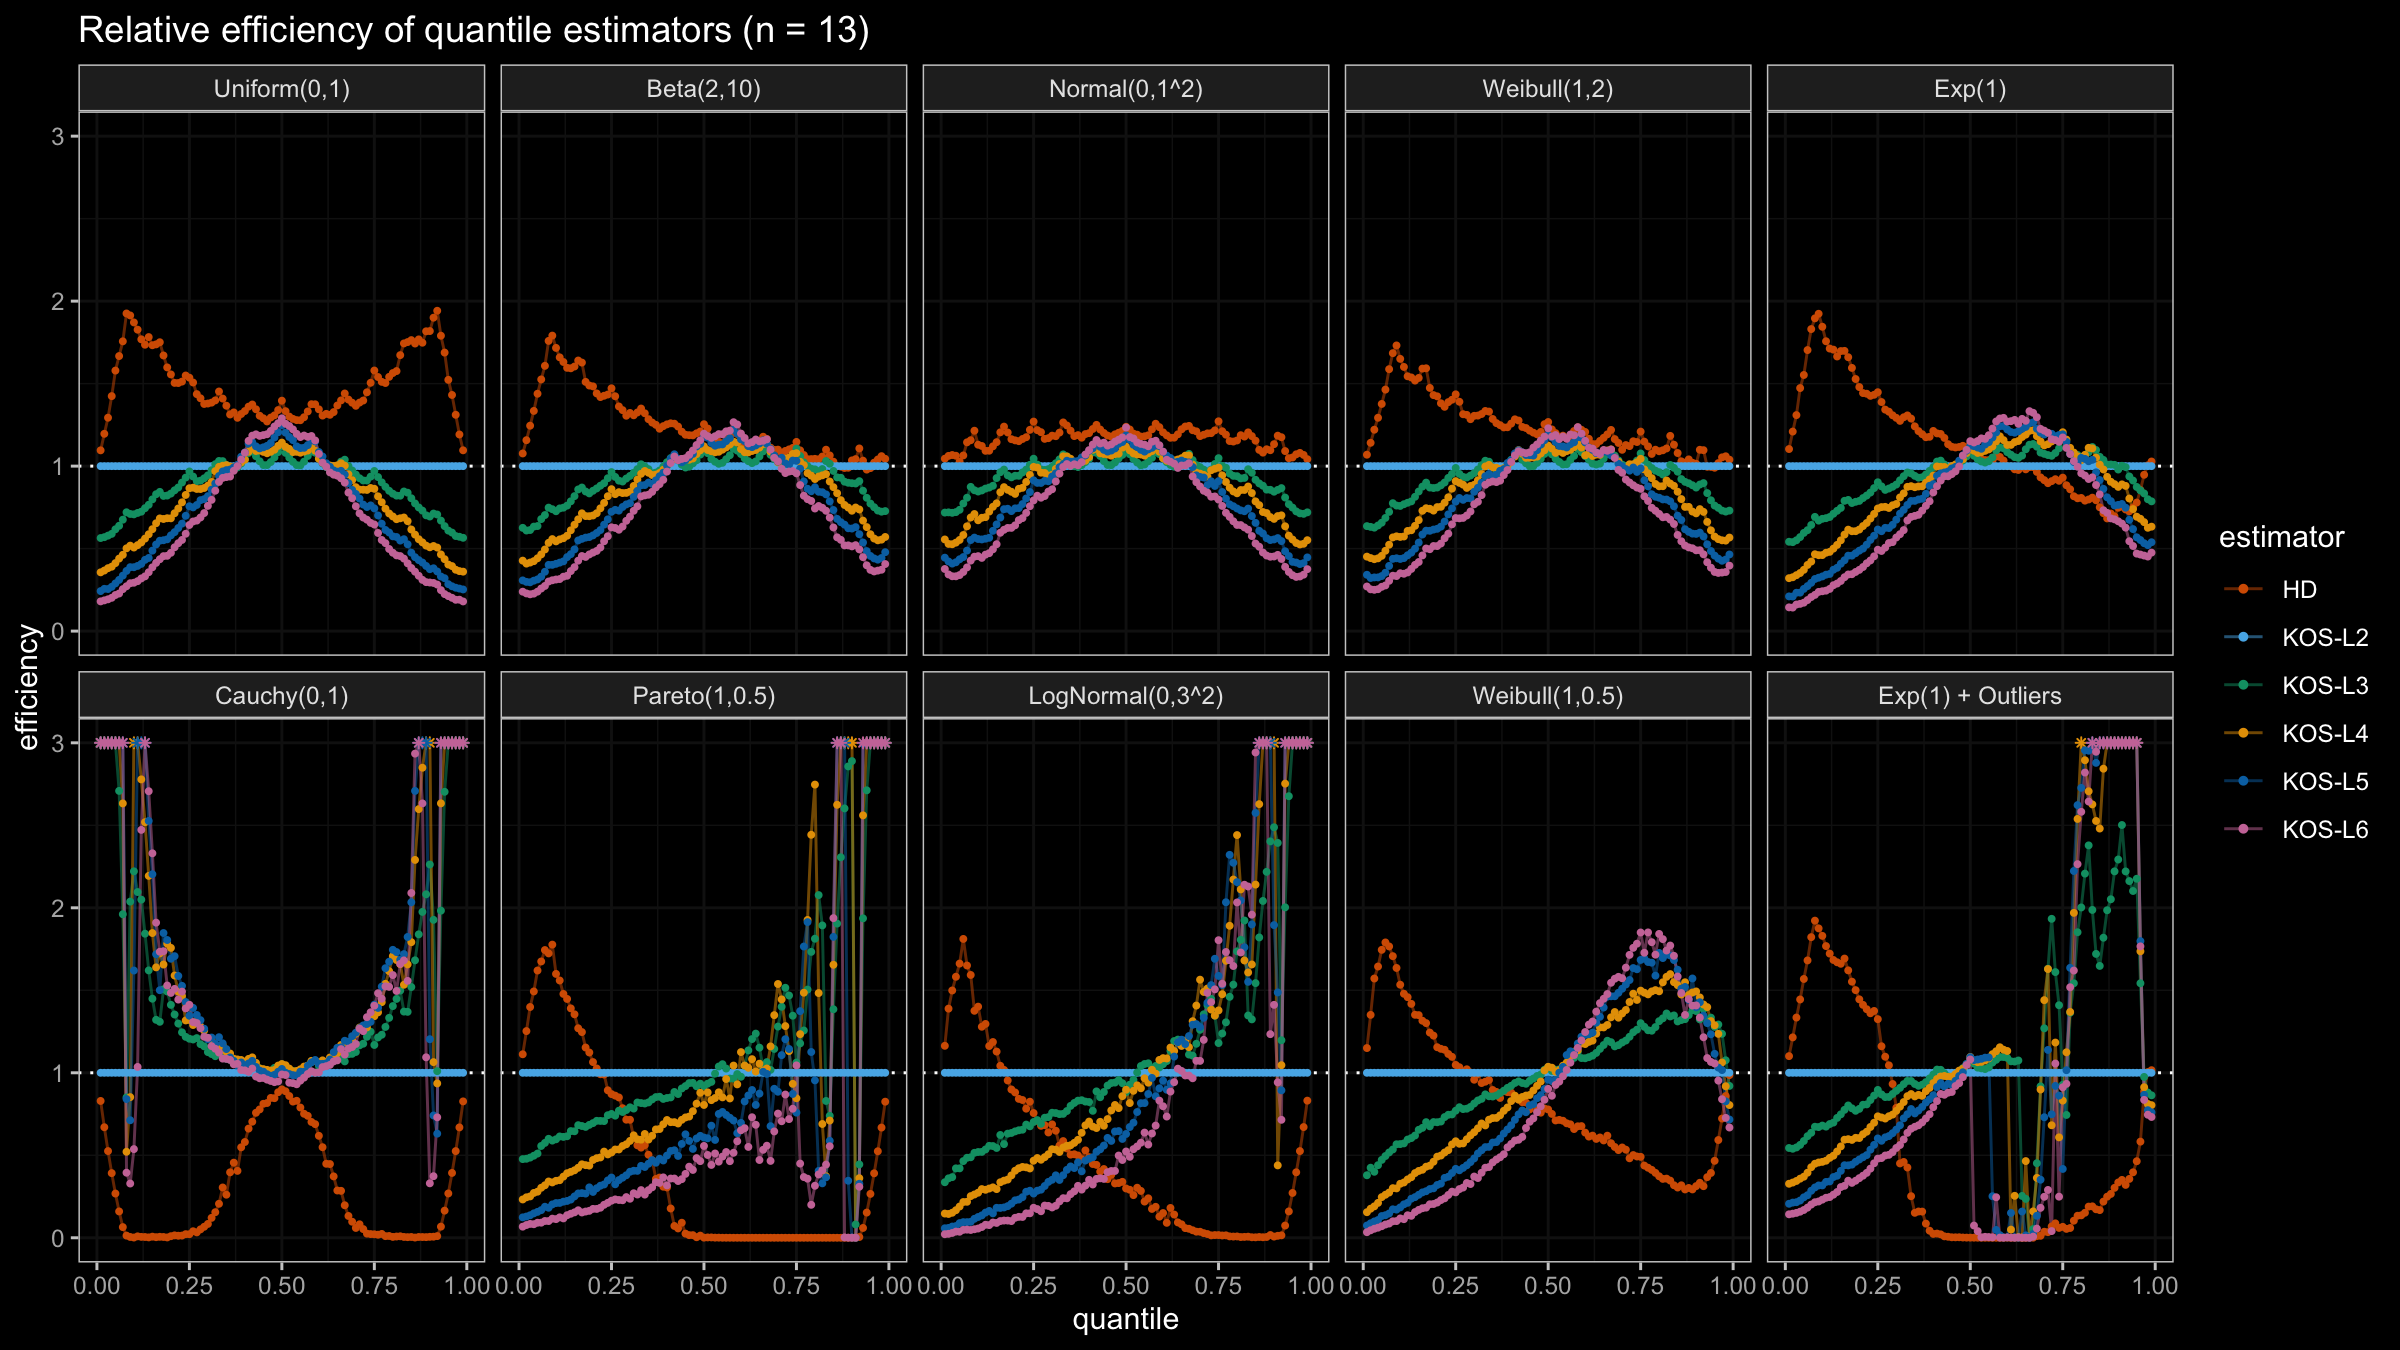 Relative efficiency of quantile estimators (n = 13)
Uniform(0,1)
Beta(2,10)
Normal(0,1^2)
Weibull(1,2)
Exp(1)
3
2
1
0
Cauchy(0,1)
Pareto(1,0.5)
LogNormal(0,3^2)
Weibull(1,0.5)
Exp(1) + Outliers
3
2
1
0
0.00 0.25 0.50 0.75 1.00
0.00 0.25 0.50 0.75 1.00
0.00 0.25 0.50 0.75 1.00
0.00 0.25 0.50 0.75 1.00
0.00 0.25 0.50 0.75 1.00
quantile
efficiency
estimator
HD
KOS-L2
KOS-L3
KOS-L4
KOS-L5
KOS-L6